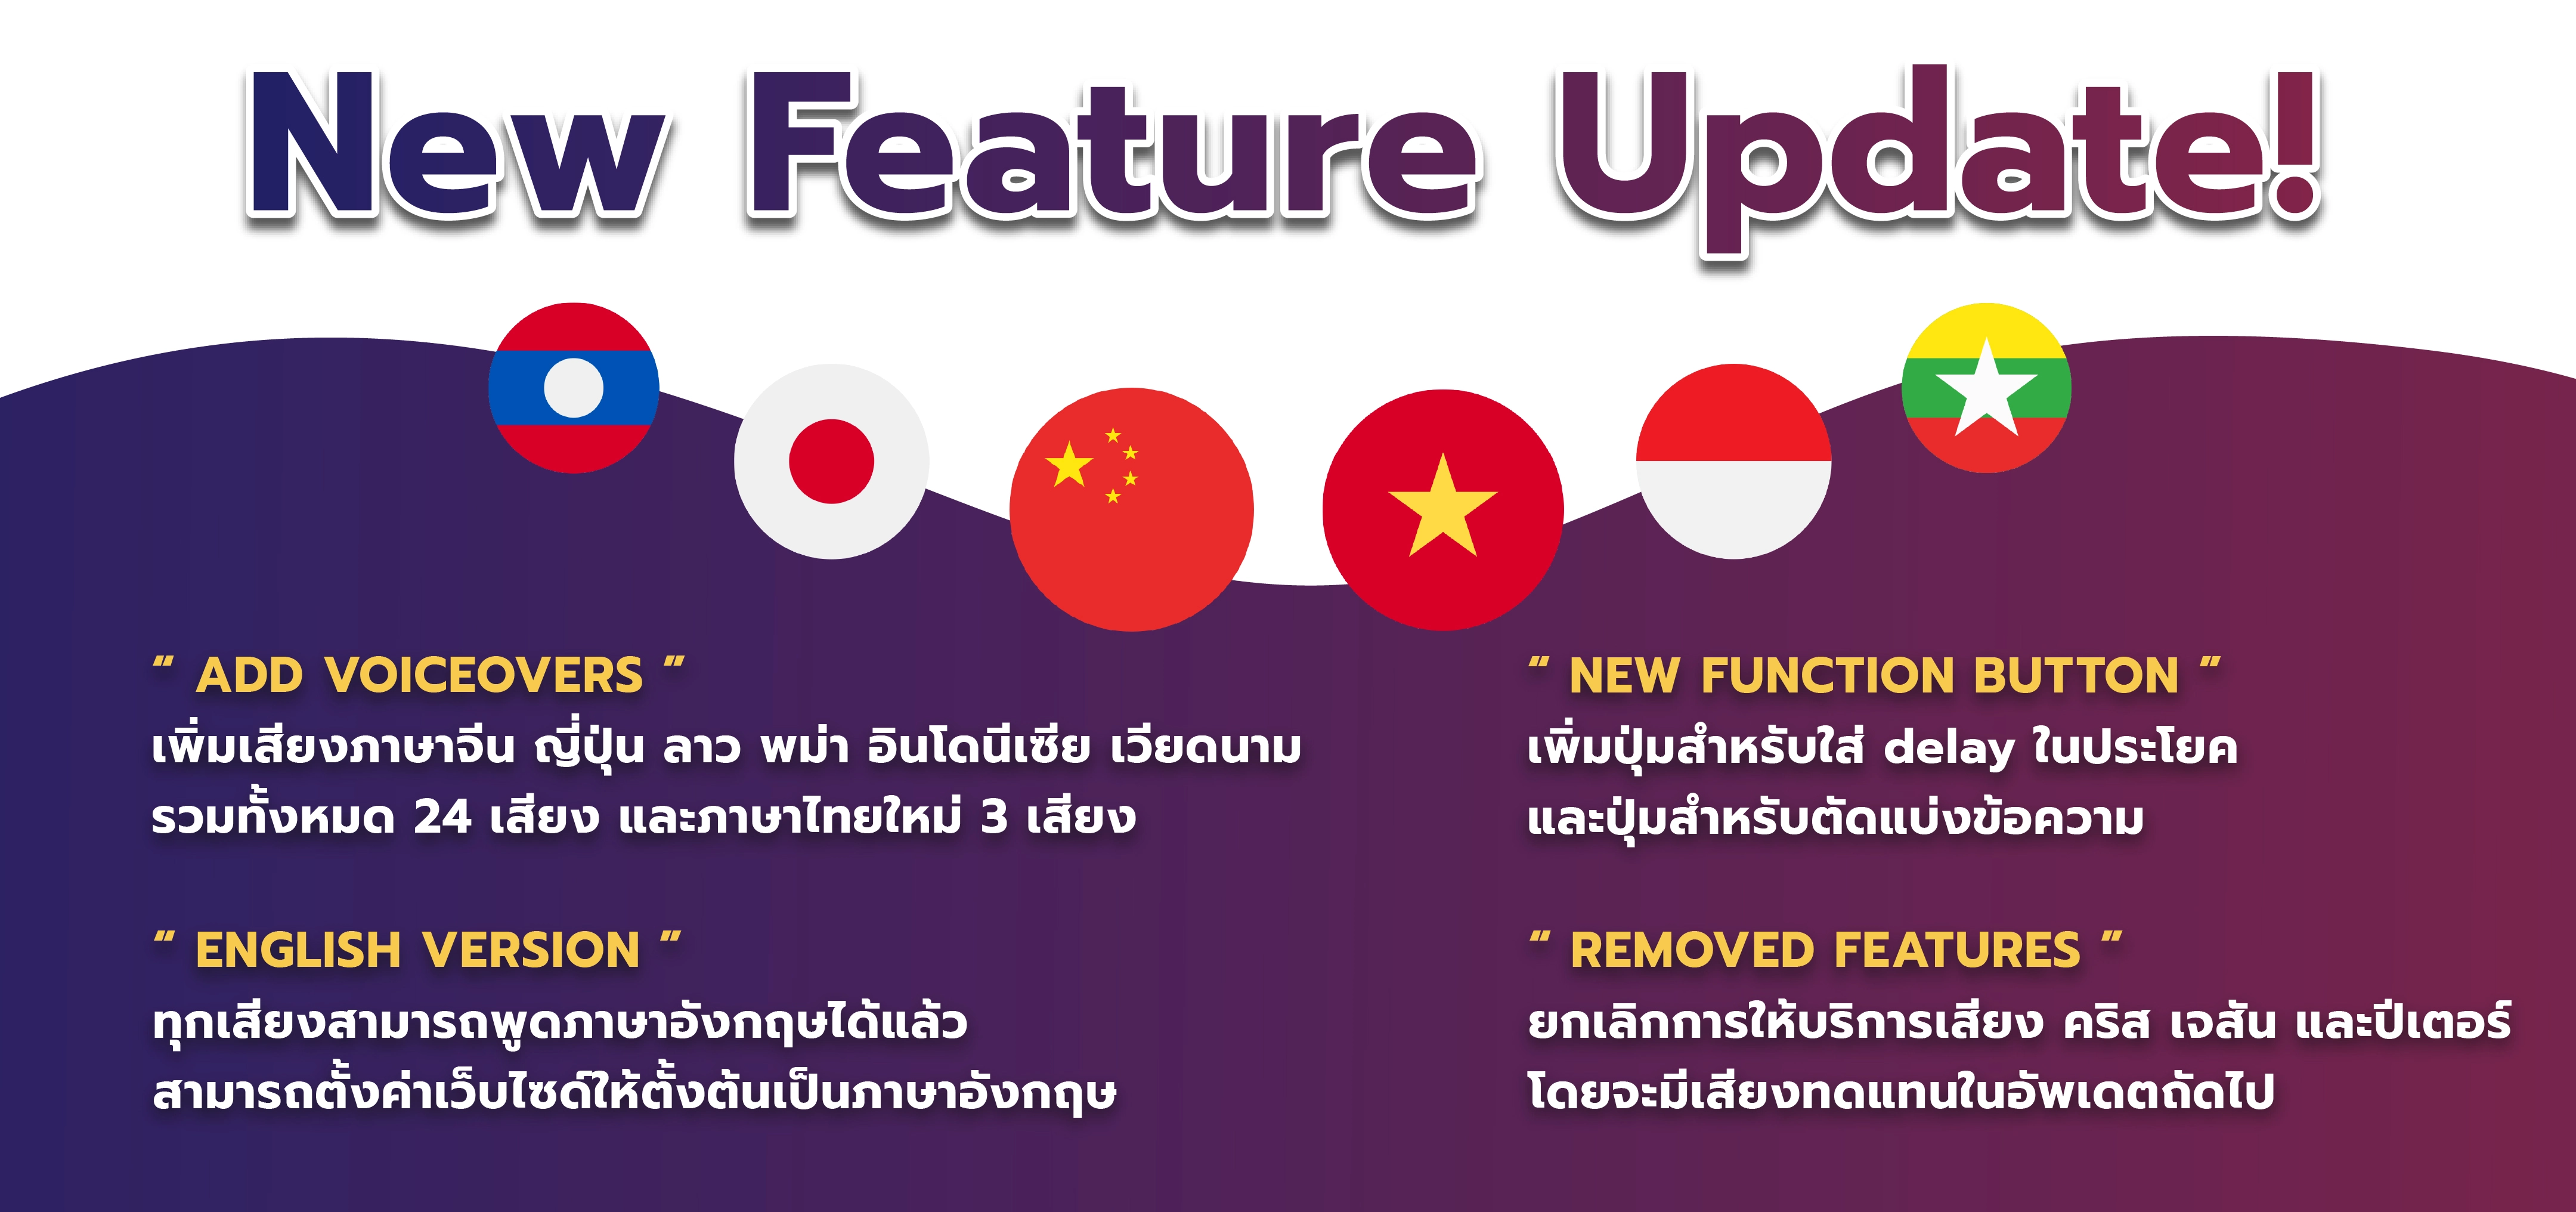 New Feature Update!
" ADD VOICEOVERS "
เพิ่มเสียงภาษาจีน ญี่ปุ่น ลาว พม่า อินโดนีเซีย เวียดนาม
รวมทั้งหมด 24 เสียง และภาษาไทยใหม่ 3 เสียง
" ENGLISH VERSION "
ทุกเสียงสามารถพูดภาษาอังกฤษได้แล้ว
สามารถตั้งค่าเว็บไซต์ให้ตั้งต้นเป็นภาษาอังกฤษ
" NEW FUNCTION BUTTON "
เพิ่มปุ่มสำหรับใส่ delay ในประโยค
และปุ่มสำหรับตัดแบ่งข้อความ
" REMOVED FEATURES "
ยกเลิกการให้บริการเสียง คริส เจสัน และปีเตอร์
โดยจะมีเสียงทดแทนในอัพเดตถัดไป